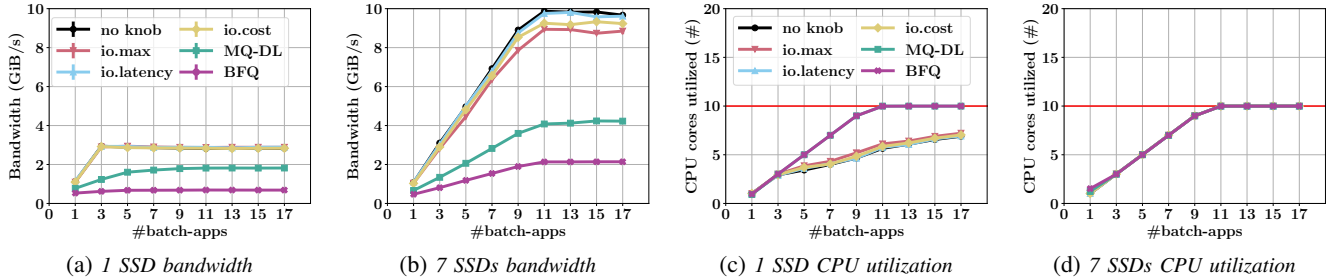 Bandwidth (GiB/s)
10
8
6
4
2
0
no knob
io.max
io.latency
io.cost
MQ-DL
BFQ
0 1 3 5 7 9 11 13 15 17
#batch-apps
(a) 1 SSD bandwidth
Bandwidth (GiB/s)
10
8
6
4
2
0
0 1 3 5 7 9 11 13 15 17
#batch-apps
(b) 7 SSDs bandwidth
CPU cores utilized (#)
20
15
10
5
0
no knob
io.max
io.latency
io.cost
MQ-DL
BFQ
0 1 3 5 7 9 11 13 15 17
#batch-apps
(c) 1 SSD CPU utilization
CPU cores utilized (#)
20
15
10
5
0
0 1 3 5 7 9 11 13 15 17
#batch-apps
(d) 7 SSDs CPU utilization